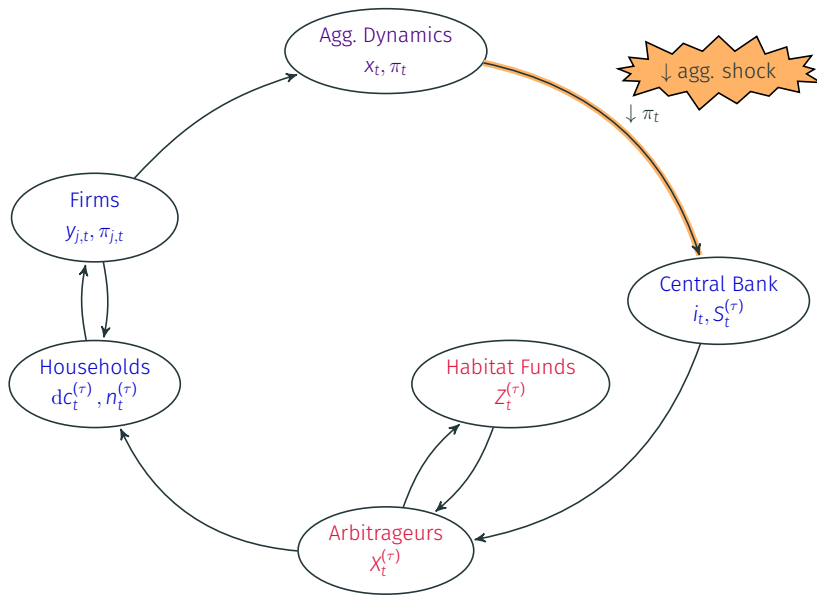 Agg. Dynamics
x_t, π_t
↓ agg. shock
↓ π_t
Firms
y_{j,t}, π_{j,t}
Central Bank
i_t, S_t^{(τ)}
Households
dc_t^{(τ)}, n_t^{(τ)}
Habitat Funds
Z_t^{(τ)}
Arbitrageurs
X_t^{(τ)}